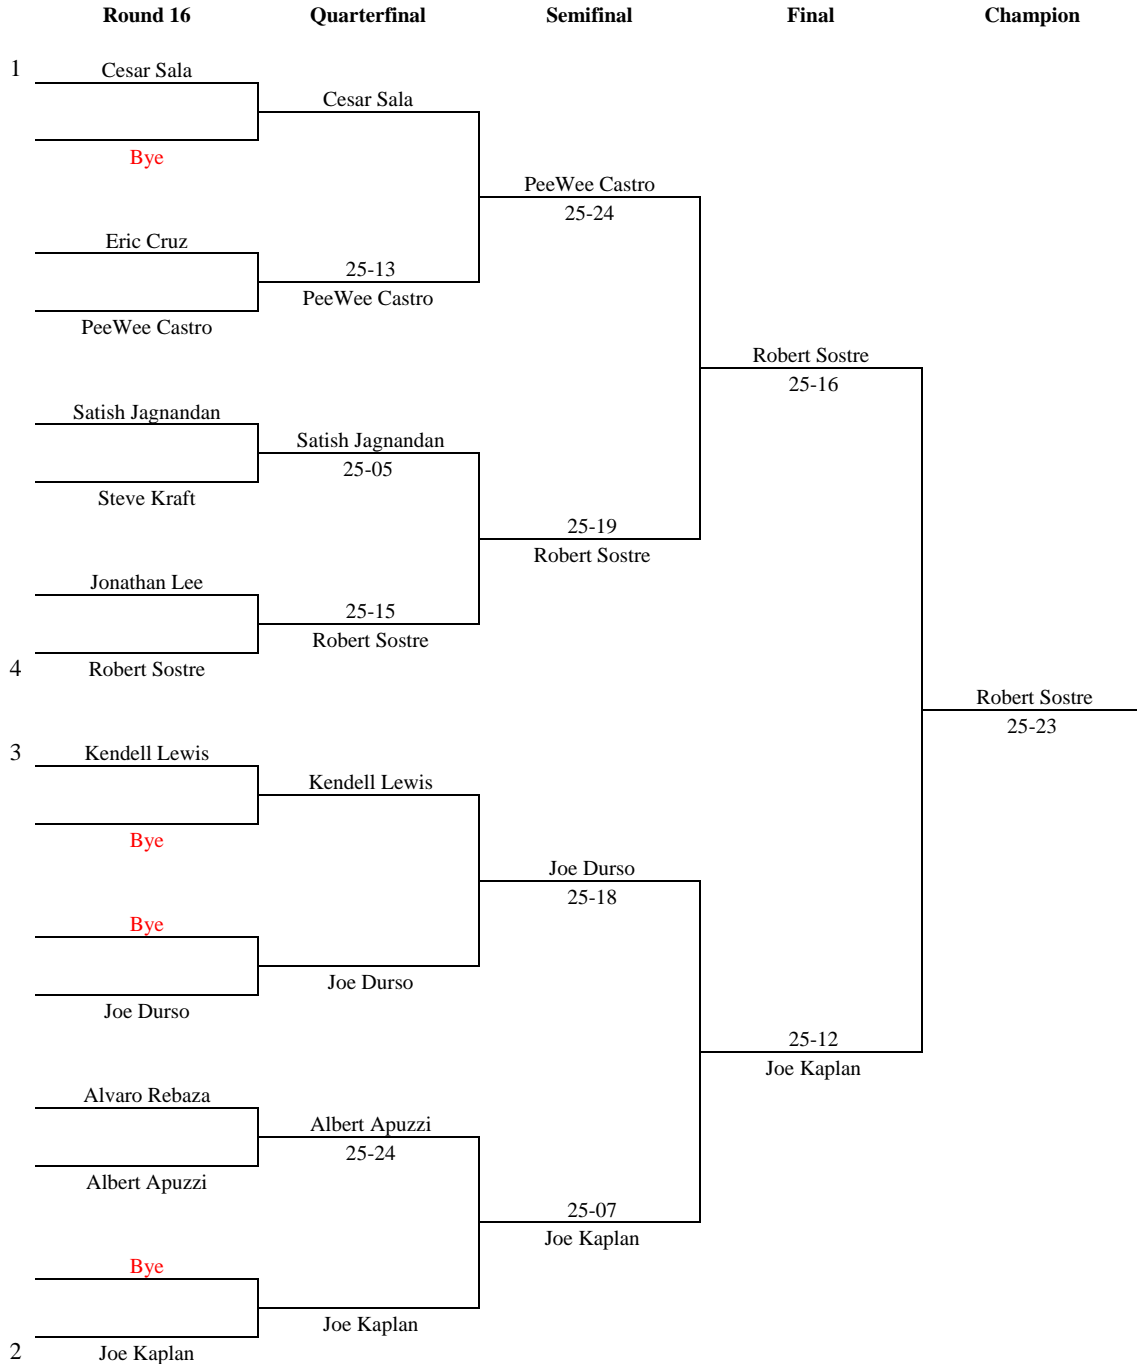 Round 16 Quarterfinal Semifinal Final Champion
1 Cesar Sala
Cesar Sala
Bye
PeeWee Castro
25-24
Eric Cruz
25-13
PeeWee Castro
PeeWee Castro
Robert Sostre
25-16
Satish Jagnandan
Satish Jagnandan
25-05
Steve Kraft
25-19
Robert Sostre
Jonathan Lee
25-15
Robert Sostre
4 Robert Sostre
Robert Sostre
25-23
3 Kendell Lewis
Kendell Lewis
Bye
Joe Durso
25-18
Bye
Joe Durso
Joe Durso
25-12
Joe Kaplan
Alvaro Rebaza
Albert Apuzzi
25-24
Albert Apuzzi
25-07
Joe Kaplan
Bye
Joe Kaplan
2 Joe Kaplan